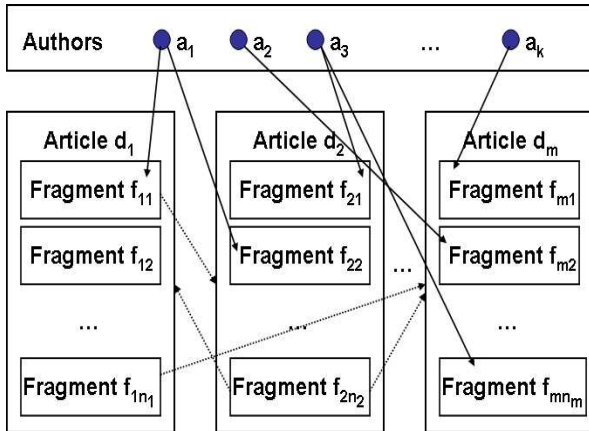 Authors a1 a2 a3 ... ak
Article d1 Article d2 Article dm
Fragment f11 Fragment f21 Fragment fm1
Fragment f12 Fragment f22 ... Fragment fm2
... ... ...
Fragment f1n1 Fragment f2n2 Fragment fmnm